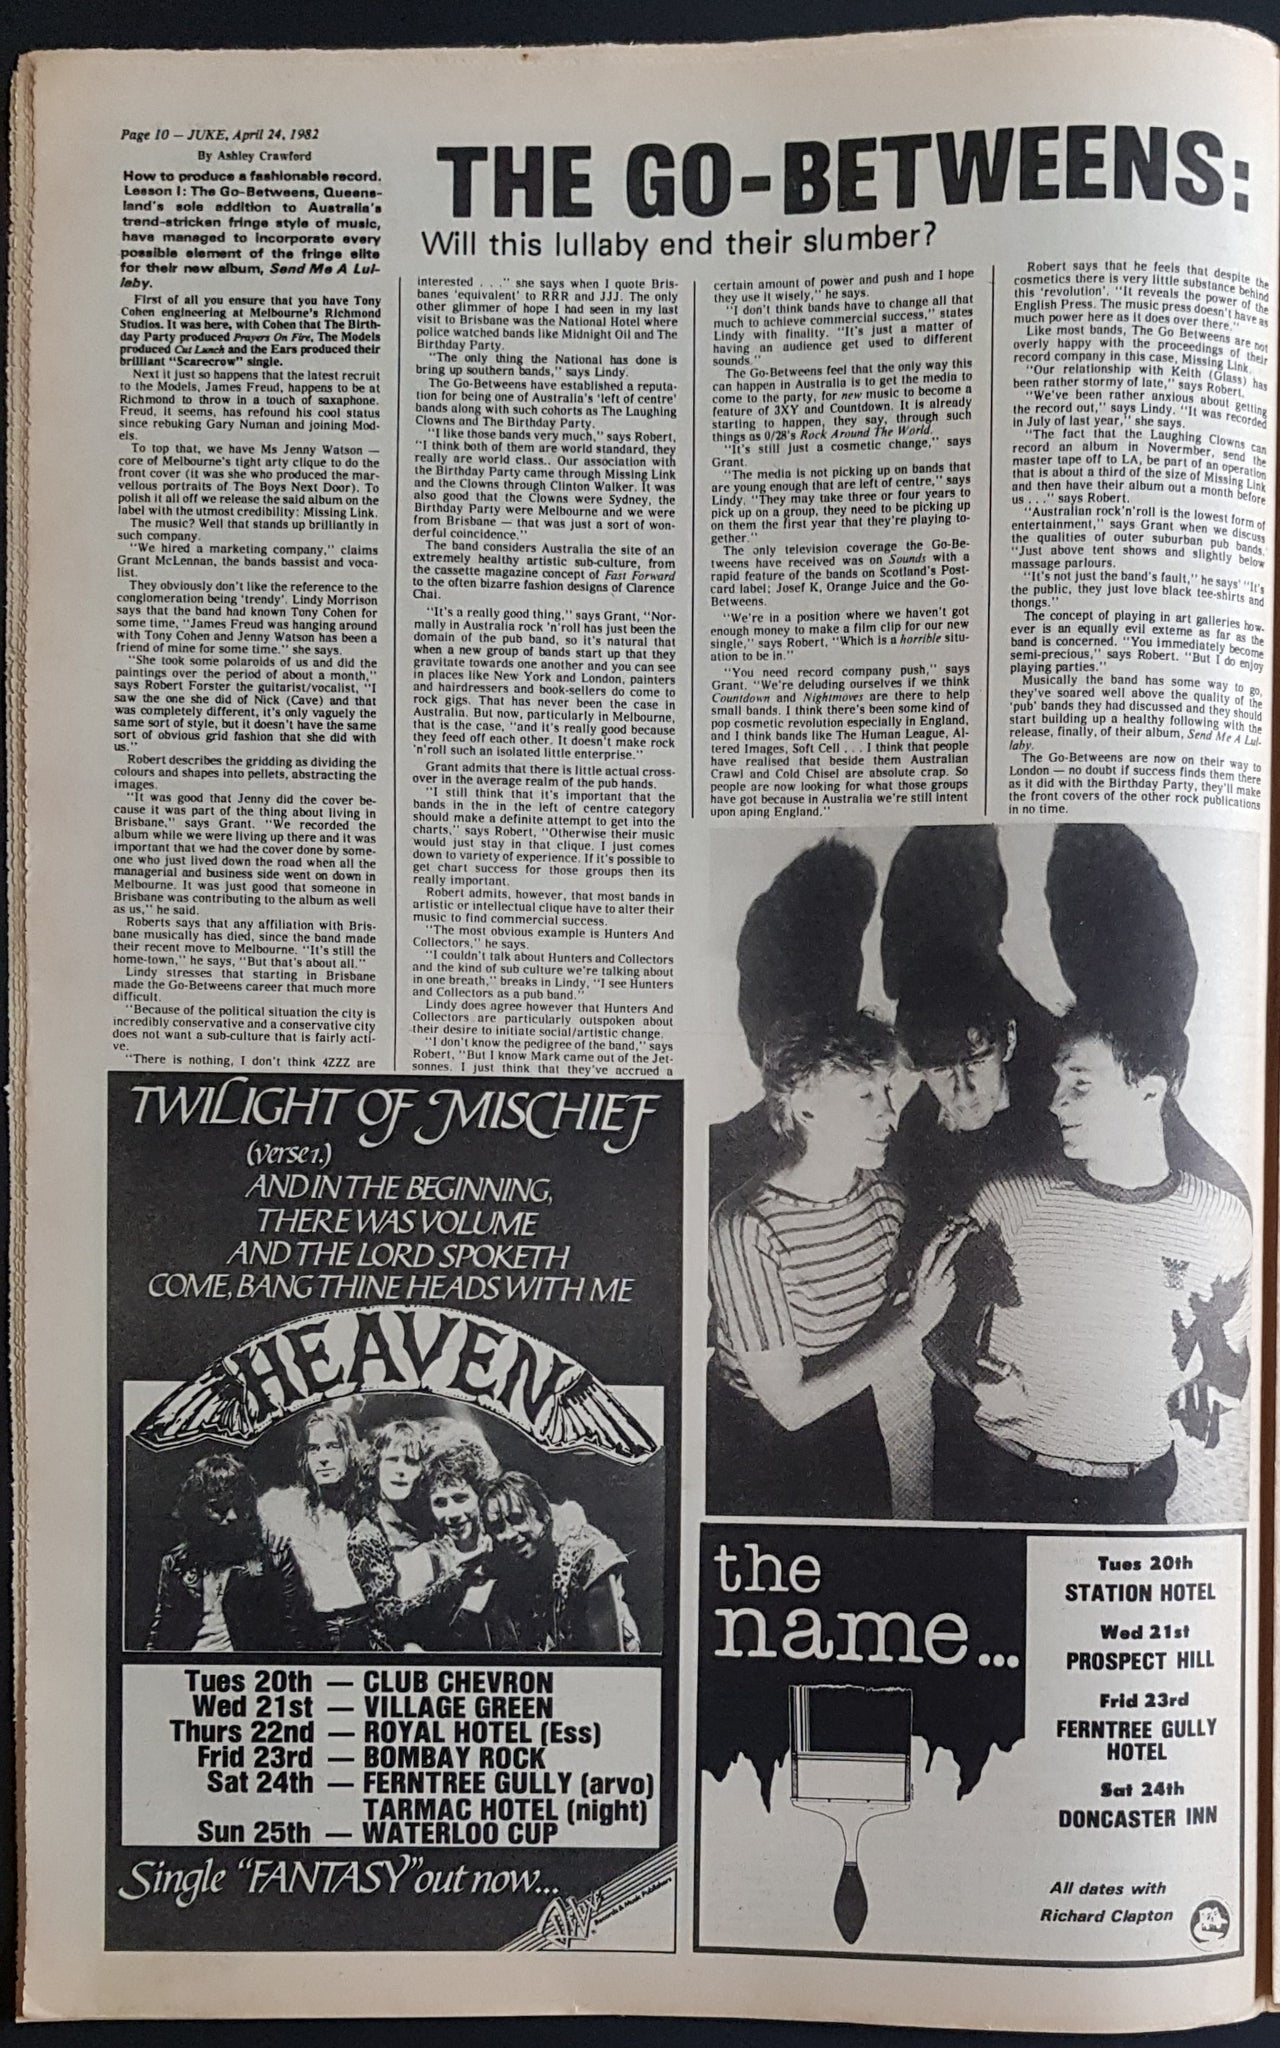 Page 10 — JUKE, April 24, 1982
By Ashley Crawford
THE GO-BETWEENS:
Will this lullaby end their slumber?
How to produce a fashionable record.
Lesson I: The Go-Betweens, Queens-
land's sole addition to Australia's
trend-stricken fringe style of music,
have managed to incorporate every
possible element of the fringe elite
for their new album, Send Me A Lul-
laby.
First of all you ensure that you have Tony
Cohen engineering at Melbourne's Richmond
Studios. It was here, with Cohen that The Birth-
day Party produced Prayers On Fire, The Models
produced Cut Lunch and the Ears produced their
brilliant "Scarecrow" single.
Next it just so happens that the latest recruit
to the Models, James Freud, happens to be at
Richmond to throw in a touch of saxaphone.
Freud, it seems, has refound his cool status
since rebuking Gary Numan and joining Mod-
els.
To top that, we have Ms Jenny Watson —
core of Melbourne's tight arty clique to do the
front cover (it was she who produced the mar-
vellous portraits of The Boys Next Door). To
polish it all off we release the said album on the
label with the utmost credibility: Missing Link.
The music? Well that stands up brilliantly in
such company.
"We hired a marketing company," claims
Grant McLennan, the bands bassist and voca-
list.
They obviously don't like the reference to the
conglomeration being 'trendy'. Lindy Morrison
says that the band had known Tony Cohen for
some time, "James Freud was hanging around
with Tony Cohen and Jenny Watson has been a
friend of mine for some time." she says.
"She took some polaroids of us and did the
paintings over the period of about a month,"
says Robert Forster the guitarist/vocalist, "I
saw the one she did of Nick (Cave) and that
was completely different, it's only vaguely the
same sort of style, but it doesn't have the same
sort of obvious grid fashion that she did with
us."
Robert describes the gridding as dividing the
colours and shapes into pellets, abstracting the
images.
"It was good that Jenny did the cover be-
cause it was part of the thing about living in
Brisbane," says Grant. "We recorded the
album while we were living up there and it was
important that we had the cover done by some-
one who just lived down the road when all the
managerial and business side went on down in
Melbourne. It was just good that someone in
Brisbane was contributing to the album as well
as us," he said.
Roberts says that any affiliation with Bris-
bane musically has died, since the band made
their recent move to Melbourne. "It's still the
home-town," he says, "But that's about all."
Lindy stresses that starting in Brisbane
made the Go-Betweens career that much more
difficult.
"Because of the political situation the city is
incredibly conservative and a conservative city
does not want a sub-culture that is fairly acti-
ve.
"There is nothing, I don't think 4ZZZ are
interested . . ." she says when I quote Bris-
banes 'equivalent' to RRR and JJJ. The only
other glimmer of hope I had seen in my last
visit to Brisbane was the National Hotel where
police watched bands like Midnight Oil and The
Birthday Party.
"The only thing the National has done is
bring up southern bands," says Lindy.
The Go-Betweens have established a reputa-
tion for being one of Australia's 'left of centre'
bands along with such cohorts as The Laughing
Clowns and The Birthday Party.
"I like those bands very much," says Robert,
"I think both of them are world standard, they
really are world class.. Our association with
the Birthday Party came through Missing Link
and the Clowns through Clinton Walker. It was
also good that the Clowns were Sydney, the
Birthday Party were Melbourne and we were
from Brisbane — that was just a sort of won-
derful coincidence."
The band considers Australia the site of an
extremely healthy artistic sub-culture, from
the cassette magazine concept of Fast Forward
to the often bizarre fashion designs of Clarence
Chai.
"It's a really good thing," says Grant, "Nor-
mally in Australia rock 'n'roll has just been the
domain of the pub band, so it's natural that
when a new group of bands start up that they
gravitate towards one another and you can see
in places like New York and London, painters
and hairdressers and book-sellers do come to
rock gigs. That has never been the case in
Australia. But now, particularly in Melbourne,
that is the case, "and it's really good because
they feed off each other. It doesn't make rock
'n'roll such an isolated little enterprise."
Grant admits that there is little actual cross-
over in the average realm of the pub hands.
"I still think that it's important that the
bands in the in the left of centre category
should make a definite attempt to get into the
charts," says Robert, "Otherwise their music
would just stay in that clique. I just comes
down to variety of experience. If it's possible to
get chart success for those groups then its
really important.
Robert admits, however, that most bands in
artistic or intellectual clique have to alter their
music to find commercial success.
"The most obvious example is Hunters And
Collectors," he says.
"I couldn't talk about Hunters and Collectors
and the kind of sub culture we're talking about
in one breath," breaks in Lindy, "I see Hunters
and Collectors as a pub band."
Lindy does agree however that Hunters And
Collectors are particularly outspoken about
their desire to initiate social/artistic change.
"I don't know the pedigree of the band," says
Robert, "But I know Mark came out of the Jet-
sonnes. I just think that they've accrued a
certain amount of power and push and I hope
they use it wisely," he says.
"I don't think bands have to change all that
much to achieve commercial success," states
Lindy with finality. "It's just a matter of
having an audience get used to different
sounds."
The Go-Betweens feel that the only way this
can happen in Australia is to get the media to
come to the party, for new music to become a
feature of 3XY and Countdown. It is already
starting to happen, they say, through such
things as 0/28's Rock Around The World.
"It's still just a cosmetic change," says
Grant.
"The media is not picking up on bands that
are young enough that are left of centre," says
Lindy, "They may take three or four years to
pick up on a group, they need to be picking up
on them the first year that they're playing to-
gether."
The only television coverage the Go-Be-
tweens have received was on Sounds with a
rapid feature of the bands on Scotland's Post-
card label; Josef K, Orange Juice and the Go-
Betweens.
"We're in a position where we haven't got
enough money to make a film clip for our new
single," says Robert, "Which is a horrible situ-
ation to be in."
"You need record company push," says
Grant. "We're deluding ourselves if we think
Countdown and Nightmoves are there to help
small bands. I think there's been some kind of
pop cosmetic revolution especially in England,
and I think bands like The Human League, Al-
tered Images, Soft Cell . . . I think that people
have realised that beside them Australian
Crawl and Cold Chisel are absolute crap. So
people are now looking for what those groups
have got because in Australia we're still intent
upon aping England."
Robert says that he feels that despite the
cosmetics there is very little substance behind
this 'revolution'. "It reveals the power of the
English Press. The music press doesn't have as
much power here as it does over there."
Like most bands, The Go Betweens are not
overly happy with the proceedings of their
record company in this case, Missing Link.
"Our relationship with Keith (Glass) has
been rather stormy of late," says Robert.
"We've been rather anxious about getting
the record out," says Lindy. "It was recorded
in July of last year," she says.
"The fact that the Laughing Clowns can
record an album in Novermber, send the
master tape off to LA, be part of an operation
that is about a third of the size of Missing Link
and then have their album out a month before
us . . ." says Robert.
"Australian rock'n'roll is the lowest form of
entertainment," says Grant when we discuss
the qualities of outer suburban pub bands.
"Just above tent shows and slightly below
massage parlours.
"It's not just the band's fault," he says' "It's
the public, they just love black tee-shirts and
thongs."
The concept of playing in art galleries how-
ever is an equally evil exteme as far as the
band is concerned. "You immediately become
semi-precious," says Robert. "But I do enjoy
playing parties."
Musically the band has some way to go,
they've soared well above the quality of the
'pub' bands they had discussed and they should
start building up a healthy following with the
release, finally, of their album, Send Me A Lul-
laby.
The Go-Betweens are now on their way to
London — no doubt if success finds them there
as it did with the Birthday Party, they'll make
the front covers of the other rock publications
in no time.
TWILIGHT OF MISCHIEF
(verse 1.)
AND IN THE BEGINNING,
THERE WAS VOLUME
AND THE LORD SPOKETH
COME, BANG THINE HEADS WITH ME
HEAVEN
Tues 20th — CLUB CHEVRON
Wed 21st — VILLAGE GREEN
Thurs 22nd — ROYAL HOTEL (Ess)
Frid 23rd — BOMBAY ROCK
Sat 24th — FERNTREE GULLY (arvo)
TARMAC HOTEL (night)
Sun 25th — WATERLOO CUP
Single "FANTASY" out now...
Records & Music Publishers
the
name...
Tues 20th
STATION HOTEL
Wed 21st
PROSPECT HILL
Frid 23rd
FERNTREE GULLY
HOTEL
Sat 24th
DONCASTER INN
All dates with
Richard Clapton